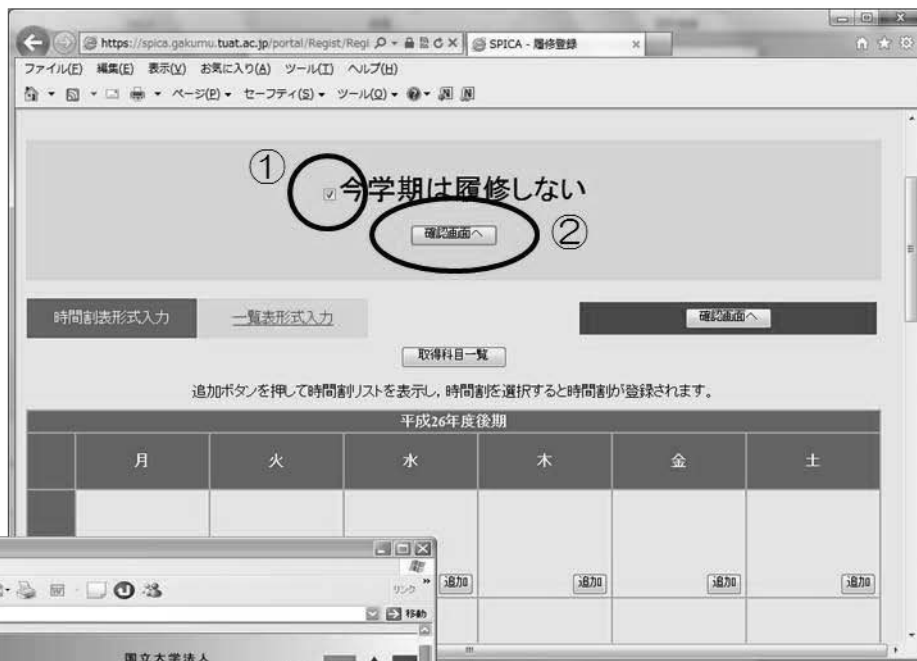 https://spica.gakumu.tuat.ac.jp/portal/Regist/Regi
SPICA - 履修登録
ファイル(F) 編集(E) 表示(V) お気に入り(A) ツール(T) ヘルプ(H)
ページ(P) セーフティ(S) ツール(O)
①
今学期は履修しない
確認画面へ
②
時間割表形式入力 一覧表形式入力 確認画面へ
取得科目一覧
追加ボタンを押して時間割リストを表示し,時間割を選択すると時間割が登録されます。
平成26年度後期
月 火 水 木 金 土
追加 追加 追加 追加
リンク »
移動
国立大学法人